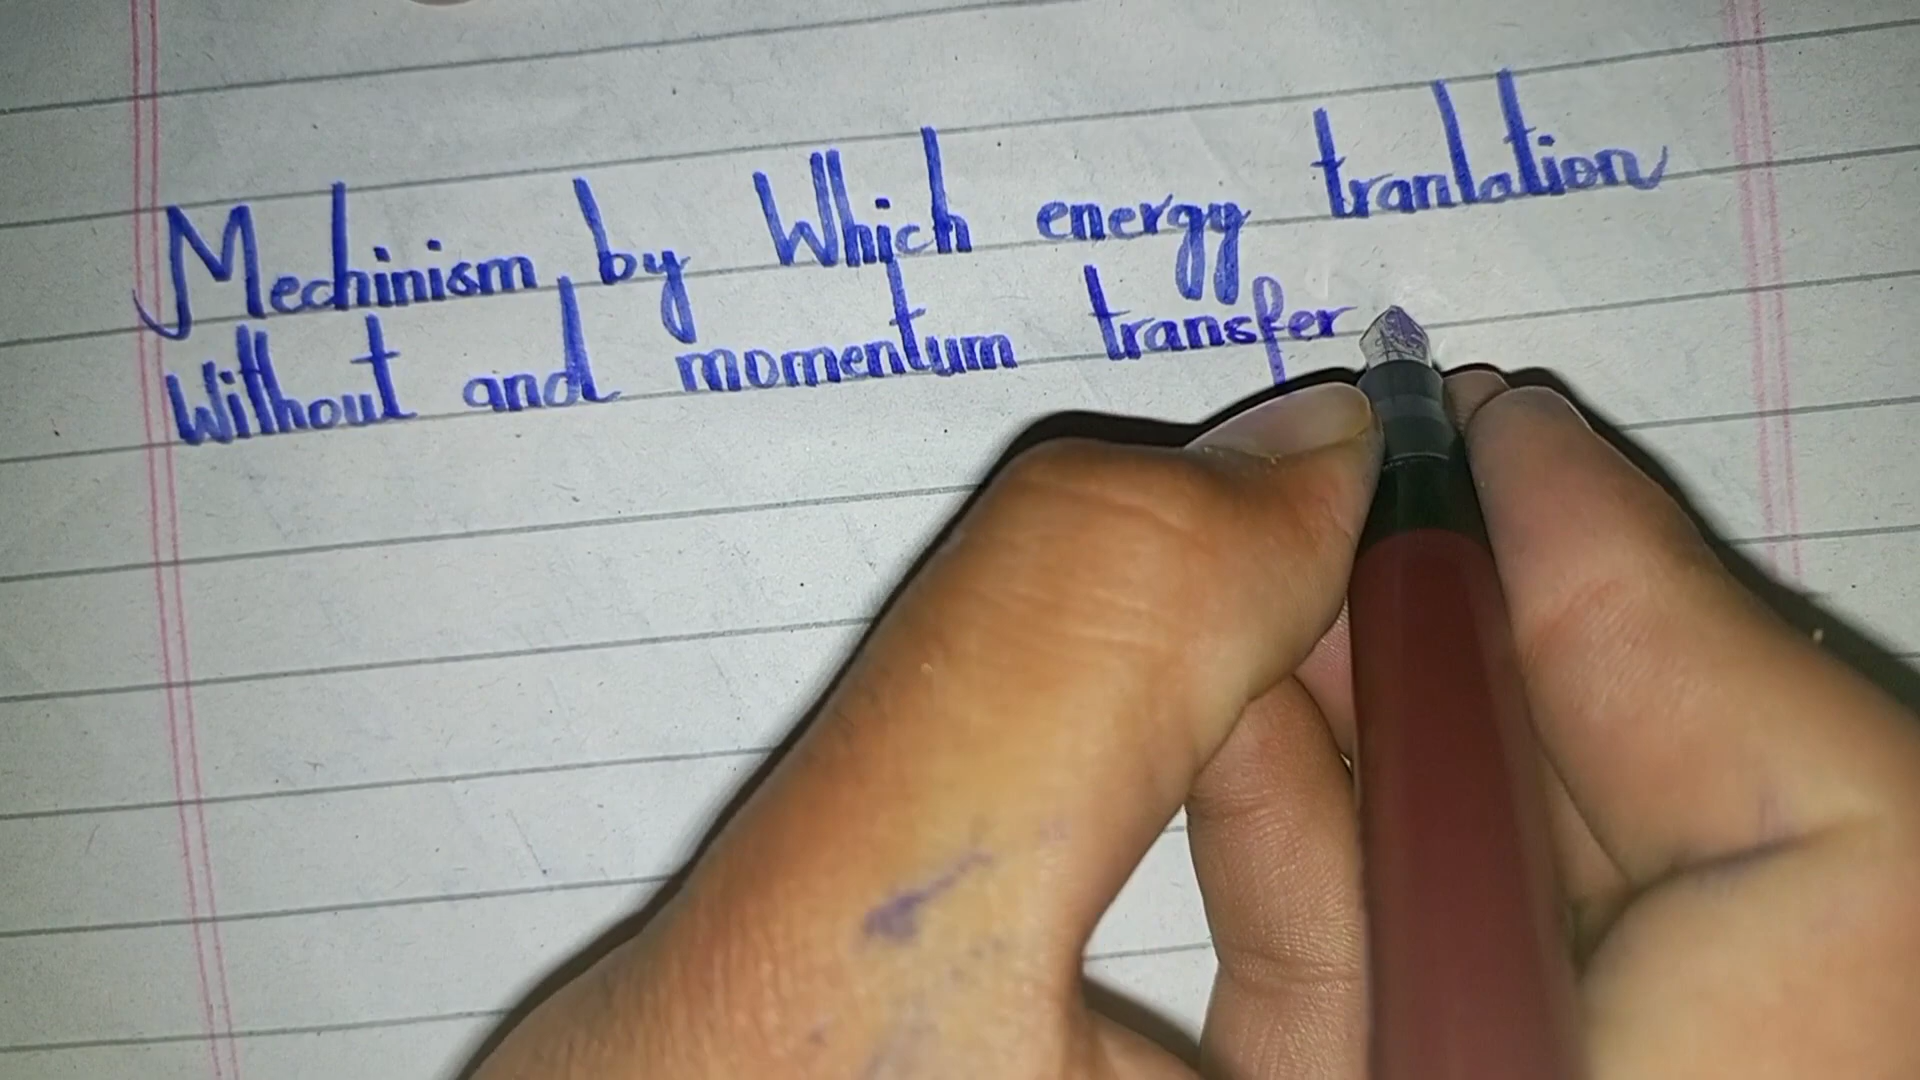 Mechinism by Which energy tranlation
Without and momentum transfer